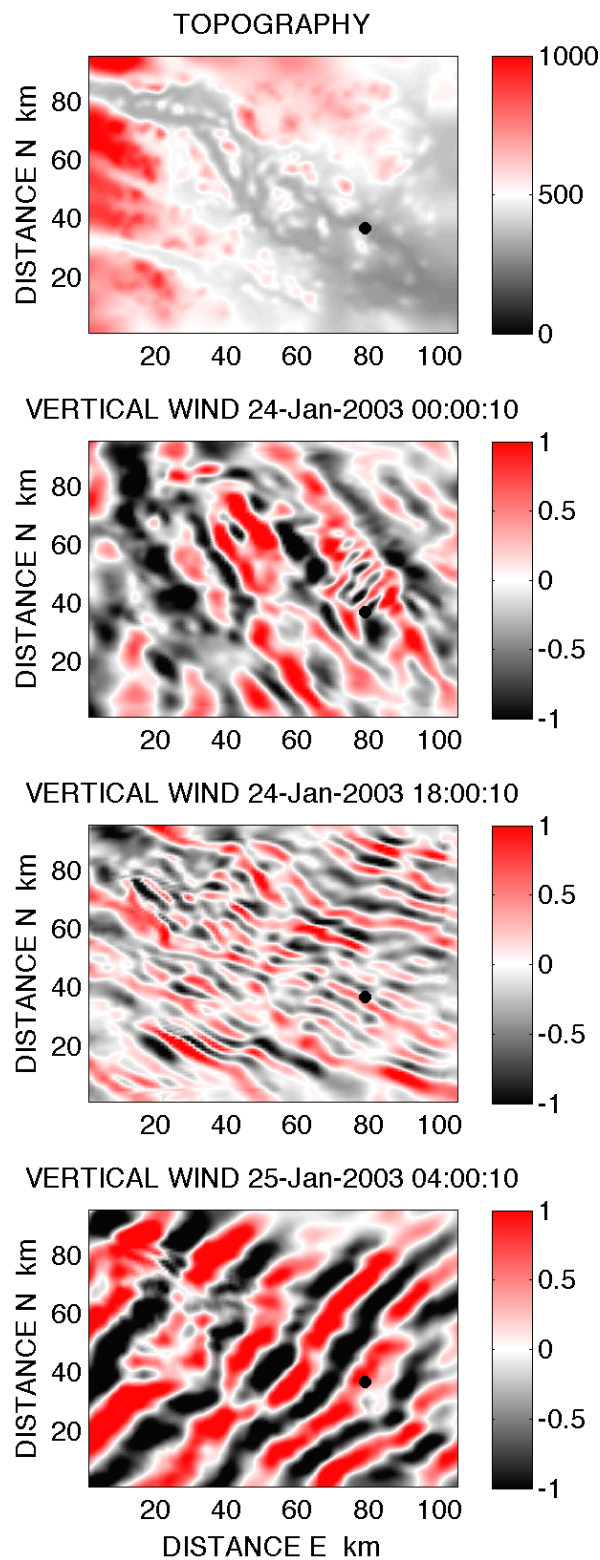 TOPOGRAPHY
1000
500
0
DISTANCE N km
80
60
40
20
20 40 60 80 100
VERTICAL WIND 24-Jan-2003 00:00:10
1
0.5
0
-0.5
-1
DISTANCE N km
80
60
40
20
20 40 60 80 100
VERTICAL WIND 24-Jan-2003 18:00:10
1
0.5
0
-0.5
-1
DISTANCE N km
80
60
40
20
20 40 60 80 100
VERTICAL WIND 25-Jan-2003 04:00:10
1
0.5
0
-0.5
-1
DISTANCE N km
80
60
40
20
20 40 60 80 100
DISTANCE E km